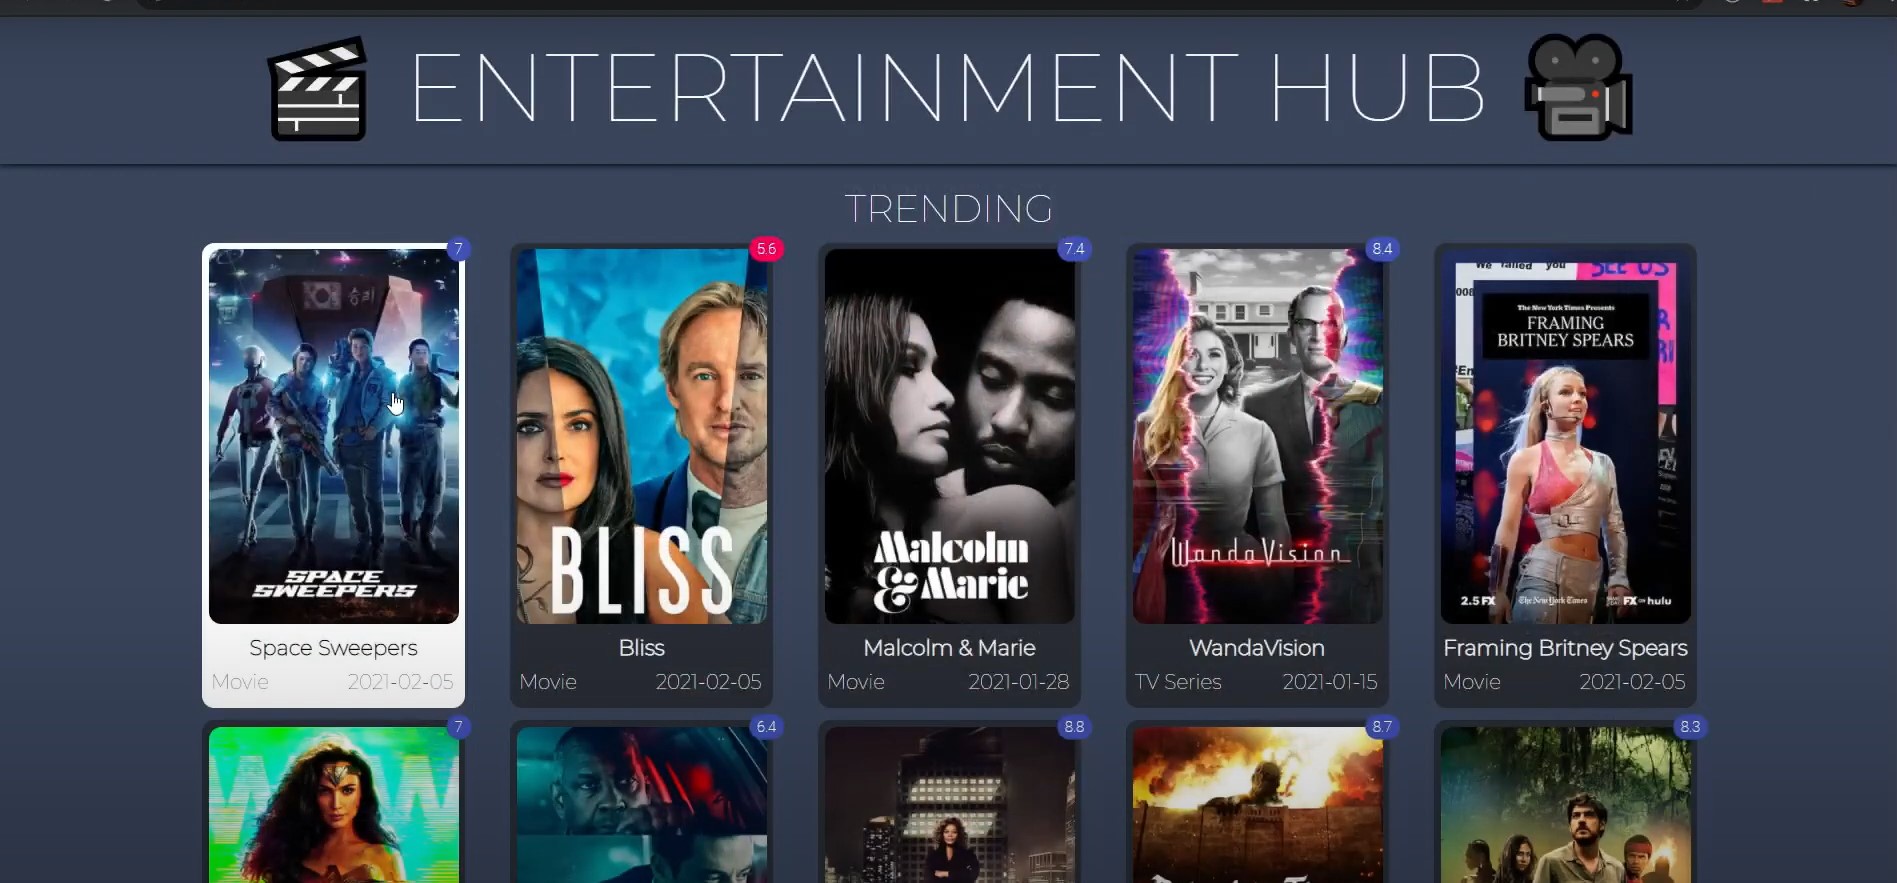 ENTERTAINMENT HUB
TRENDING
7
5.6
7.4
8.4
We failed you
SEE US
The New York Times Presents
FRAMING
BRITNEY SPEARS
SPACE
SWEEPERS
BLISS
Malcolm
& Marie
WandaVision
2.5 FX The New York Times FX on hulu
Space Sweepers
Bliss
Malcolm & Marie
WandaVision
Framing Britney Spears
Movie 2021-02-05
Movie 2021-02-05
Movie 2021-01-28
TV Series 2021-01-15
Movie 2021-02-05
7
6.4
8.8
8.7
8.3